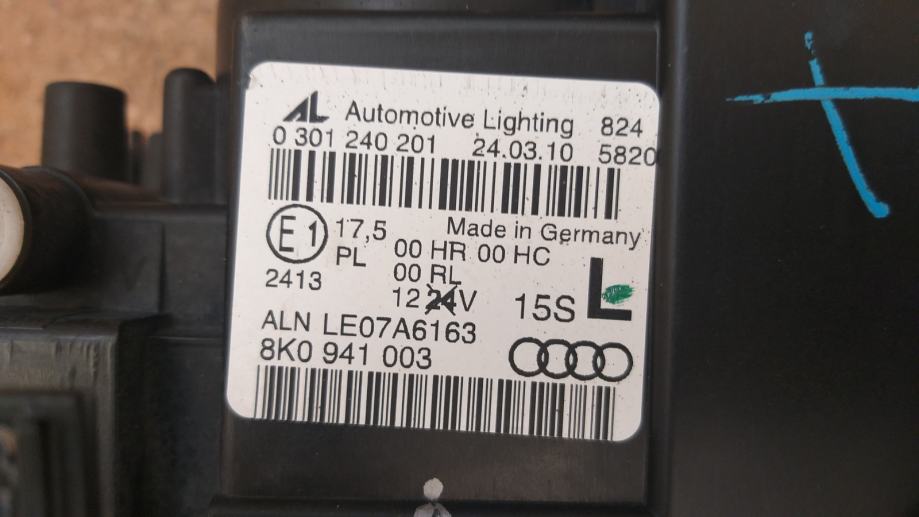 AL Automotive Lighting 824
0 301 240 201 24.03.10 5820
E1 17,5 Made in Germany
PL 00 HR 00 HC
2413 00 RL
12 24V 15S L
ALN LE07A6163
8K0 941 003